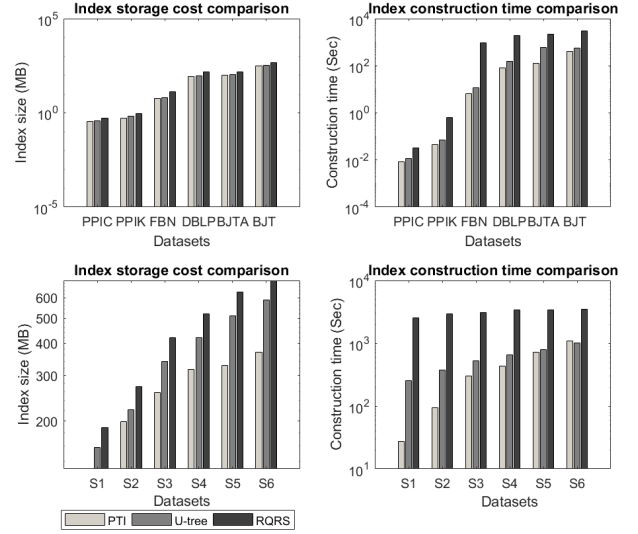 Index storage cost comparison
10^5
10^0
10^-5
Index size (MB)
PPIC PPIK FBN DBLP BJTA BJT
Datasets
Index construction time comparison
10^4
10^2
10^0
10^-2
10^-4
Construction time (Sec)
PPIC PPIK FBN DBLP BJTA BJT
Datasets
Index storage cost comparison
600
500
400
300
200
Index size (MB)
S1 S2 S3 S4 S5 S6
Datasets
Index construction time comparison
10^4
10^3
10^2
10^1
Construction time (Sec)
S1 S2 S3 S4 S5 S6
Datasets
PTI U-tree RQRS